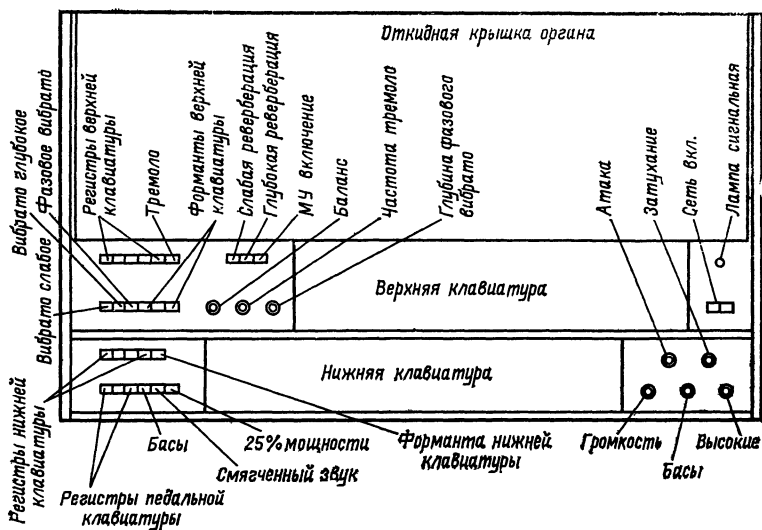 Откидная крышка органа
Вибрато глубокое
Фазовое вибрато
Регистры верхней
клавиатуры
Тремоло
Форманты верхней
клавиатуры
Слабая реверберация
Глубокая реверберация
МУ включение
Баланс
Частота тремоло
Глубина фазового
вибрато
Атака
Затухание
Сеть вкл.
Лампа сигнальная
Вибрато слабое
Верхняя клавиатура
Нижняя клавиатура
Регистры нижней
клавиатуры
Басы
25% мощности
Форманта нижней
клавиатуры
Громкость
Высокие
Смягченный звук
Басы
Регистры педальной
клавиатуры